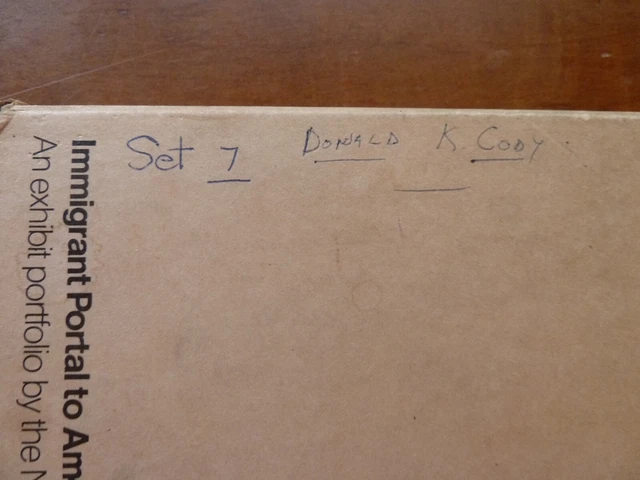 Set 7 Donald K. Cody
Immigrant Portal to Am
An exhibit portfolio by the N